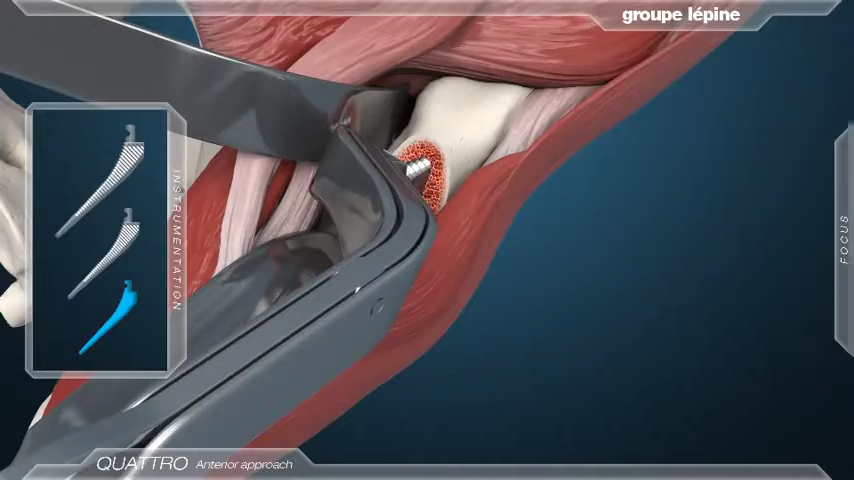 groupe lépine
INSTRUMENTATION
FOCUS
QUATTRO Anterior approach